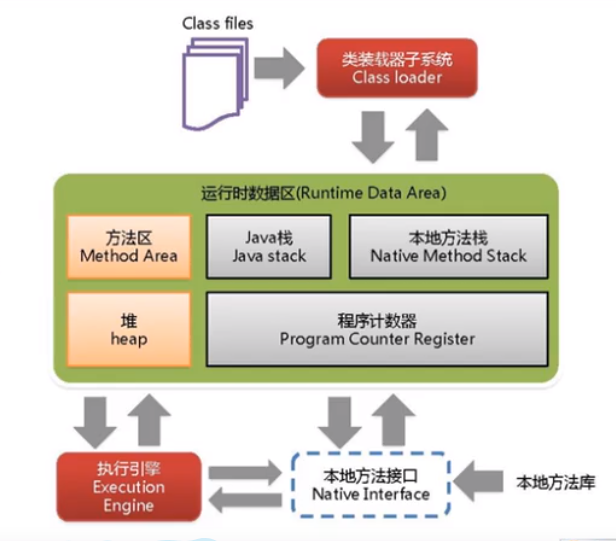 Class files
类装载器子系统
Class loader
运行时数据区(Runtime Data Area)
方法区
Method Area
Java栈
Java stack
本地方法栈
Native Method Stack
堆
heap
程序计数器
Program Counter Register
执行引擎
Execution
Engine
本地方法接口
Native Interface
本地方法库